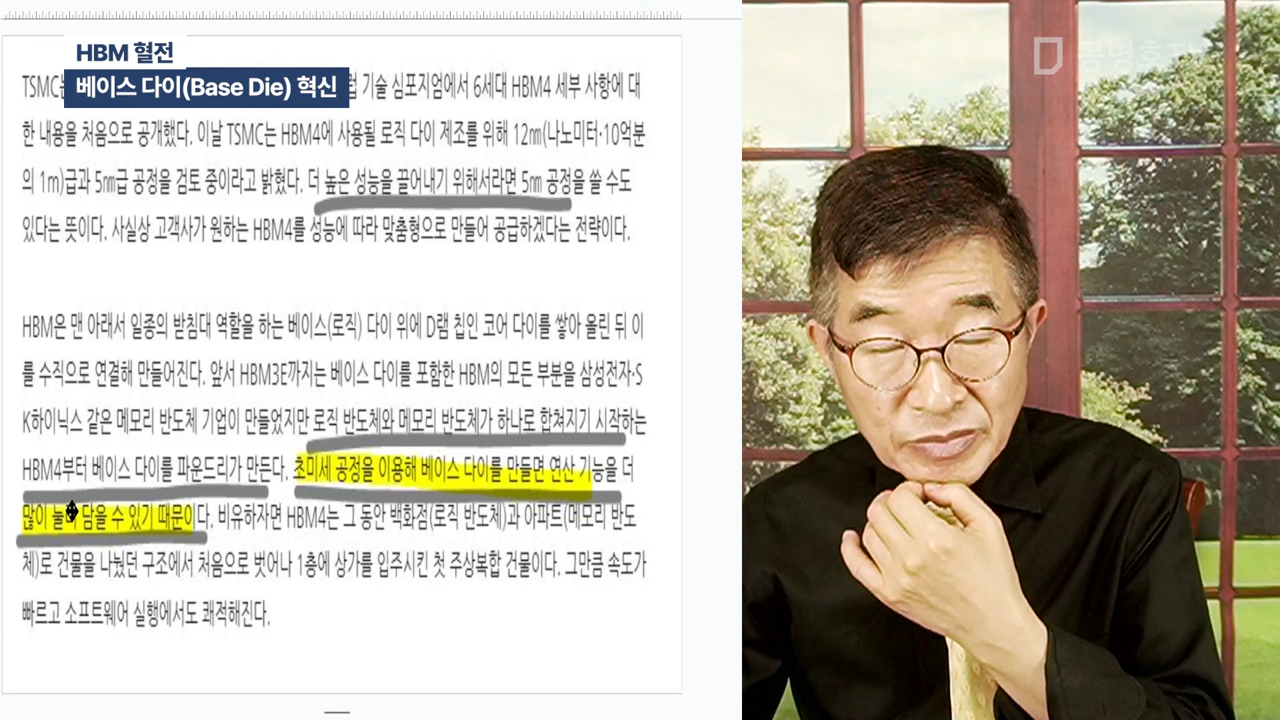 HBM 혈전
베이스 다이(Base Die) 혁신
TSMC 기술 심포지엄에서 6세대 HBM4 세부 사항에 대
한 내용을 처음으로 공개했다. 이날 TSMC는 HBM4에 사용될 로직 다이 제조를 위해 12㎚(나노미터·10억분
의 1m)급과 5㎚급 공정을 검토 중이라고 밝혔다. 더 높은 성능을 끌어내기 위해서라면 5㎚ 공정을 쓸 수도
있다는 뜻이다. 사실상 고객사가 원하는 HBM4를 성능에 따라 맞춤형으로 만들어 공급하겠다는 전략이다.
HBM은 맨 아래서 일종의 받침대 역할을 하는 베이스(로직) 다이 위에 D램 칩인 코어 다이를 쌓아 올린 뒤 이
를 수직으로 연결해 만들어진다. 앞서 HBM3E까지는 베이스 다이를 포함한 HBM의 모든 부분을 삼성전자·S
K하이닉스 같은 메모리 반도체 기업이 만들었지만 로직 반도체와 메모리 반도체가 하나로 합쳐지기 시작하는
HBM4부터 베이스 다이를 파운드리가 만든다. 초미세 공정을 이용해 베이스 다이를 만들면 연산 기능을 더
많이 담을 수 있기 때문이다. 비유하자면 HBM4는 그 동안 백화점(로직 반도체)과 아파트(메모리 반도
체)로 건물을 나눴던 구조에서 처음으로 벗어나 1층에 상가를 입주시킨 첫 주상복합 건물이다. 그만큼 속도가
빠르고 소프트웨어 실행에서도 쾌적해진다.
공병호